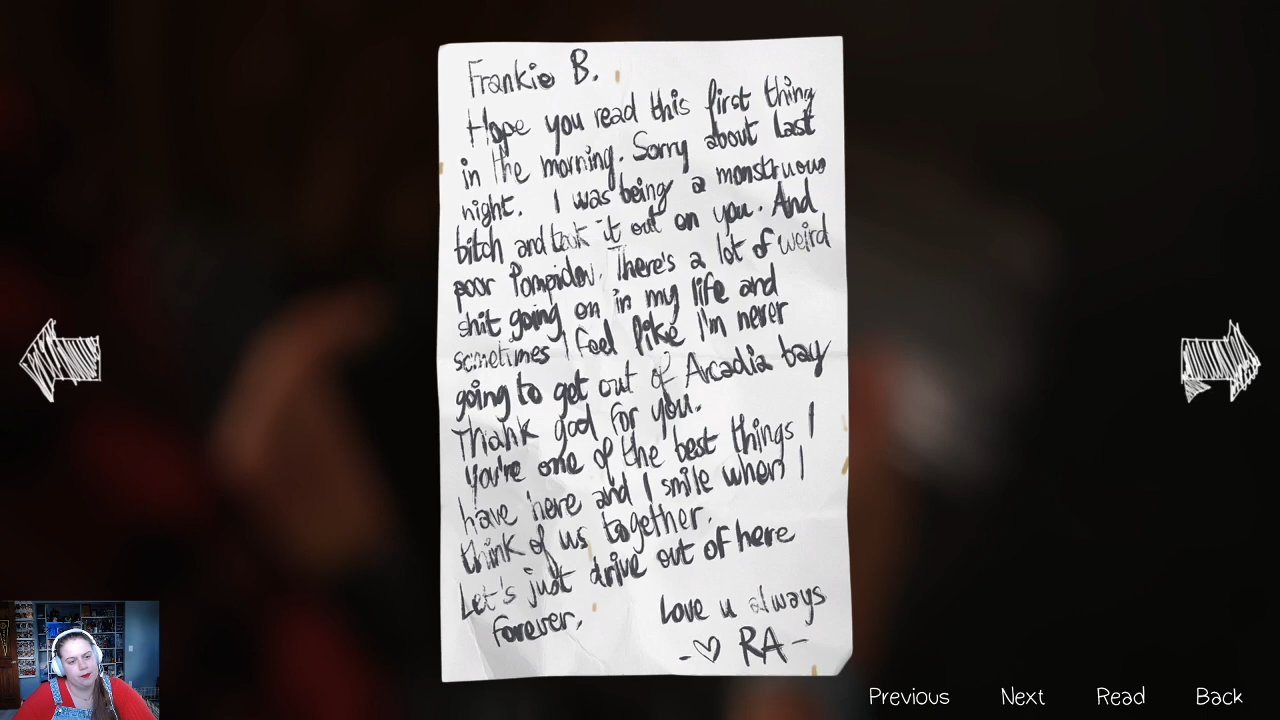 Frankie B.
Hope you read this first thing
in the morning. Sorry about last
night. I was being a monstruous
bitch and took it out on you. And
poor Pompidou. There's a lot of weird
shit going on in my life and
sometimes I feel like I'm never
going to get out of Arcadia bay
Thank god for you.
You're one of the best things I
have here and I smile when I
think of us together.
Let's just drive out of here
forever.
Love u always
-♡ RA-
Previous Next Read Back